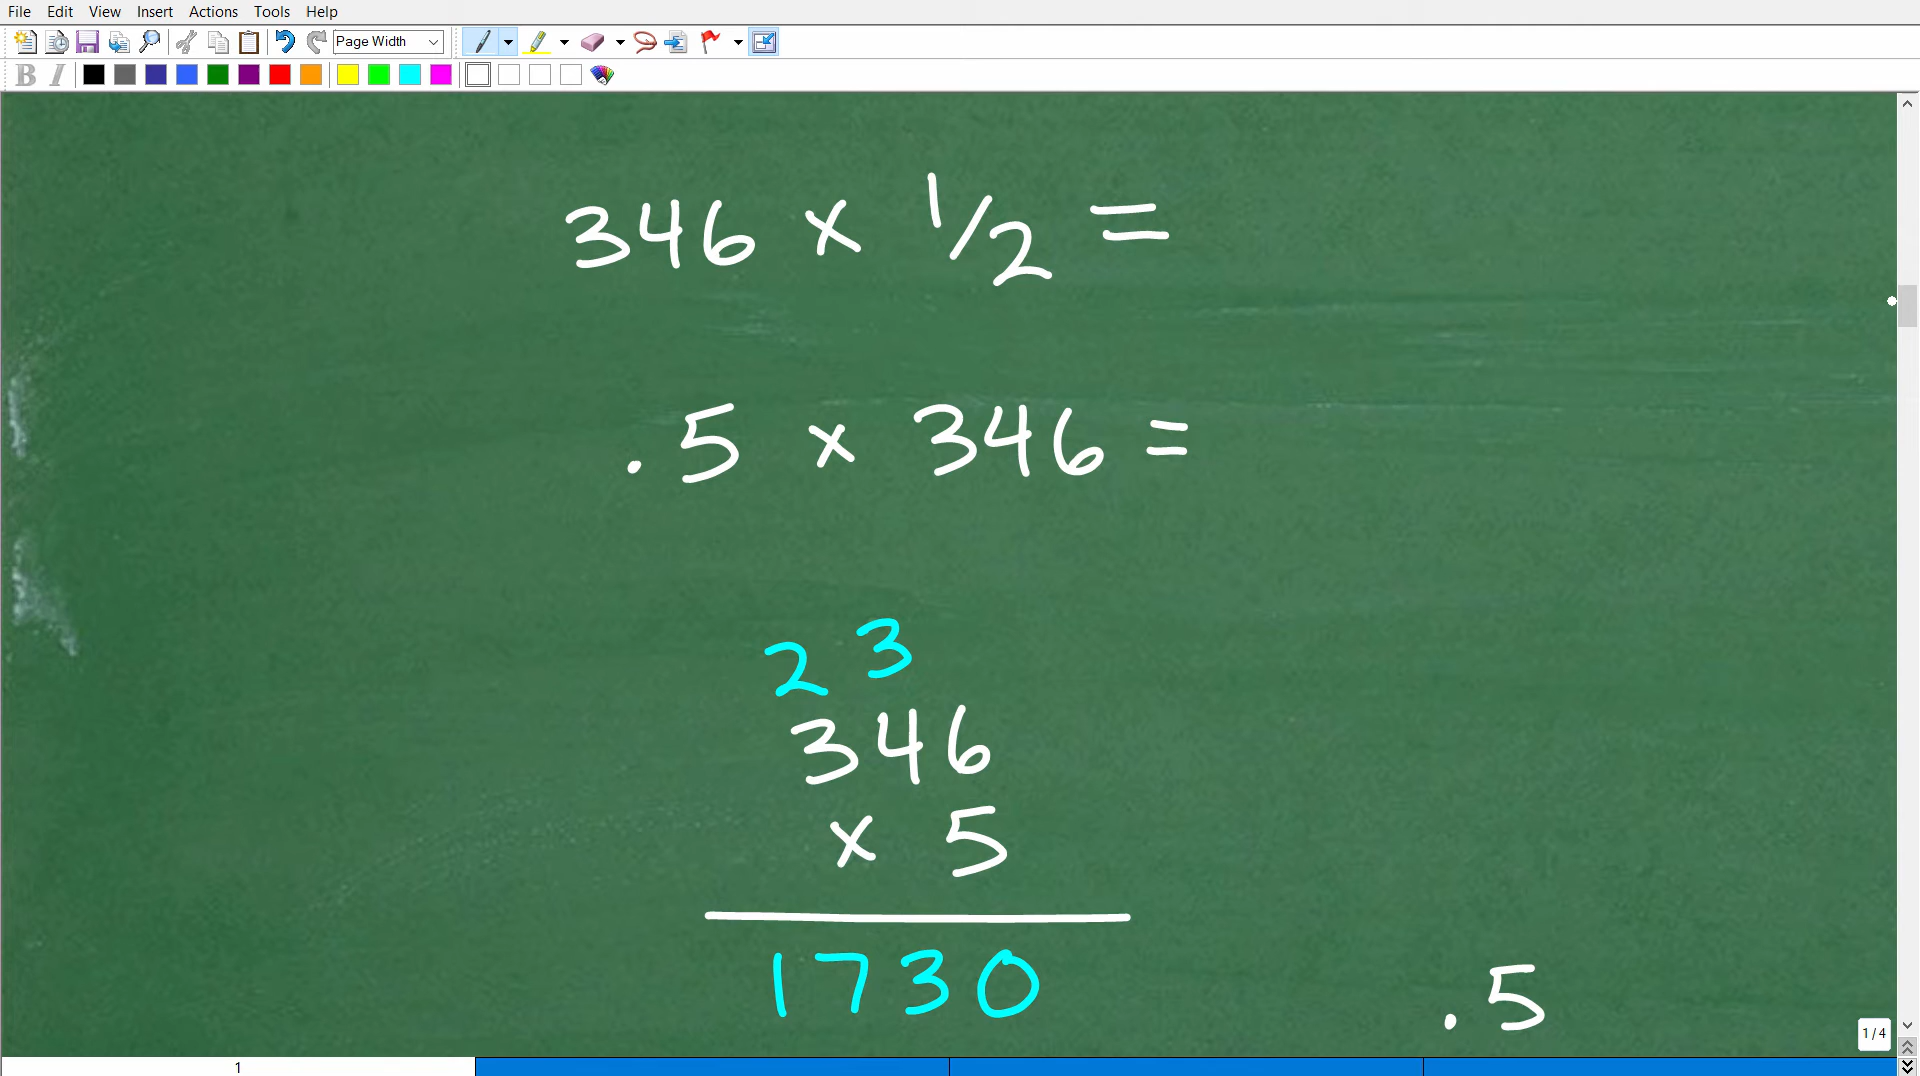 File Edit View Insert Actions Tools Help
Page Width
B I
346 x 1/2 =
.5 x 346 =
2 3
346
x 5
1730
.5
1 / 4
1